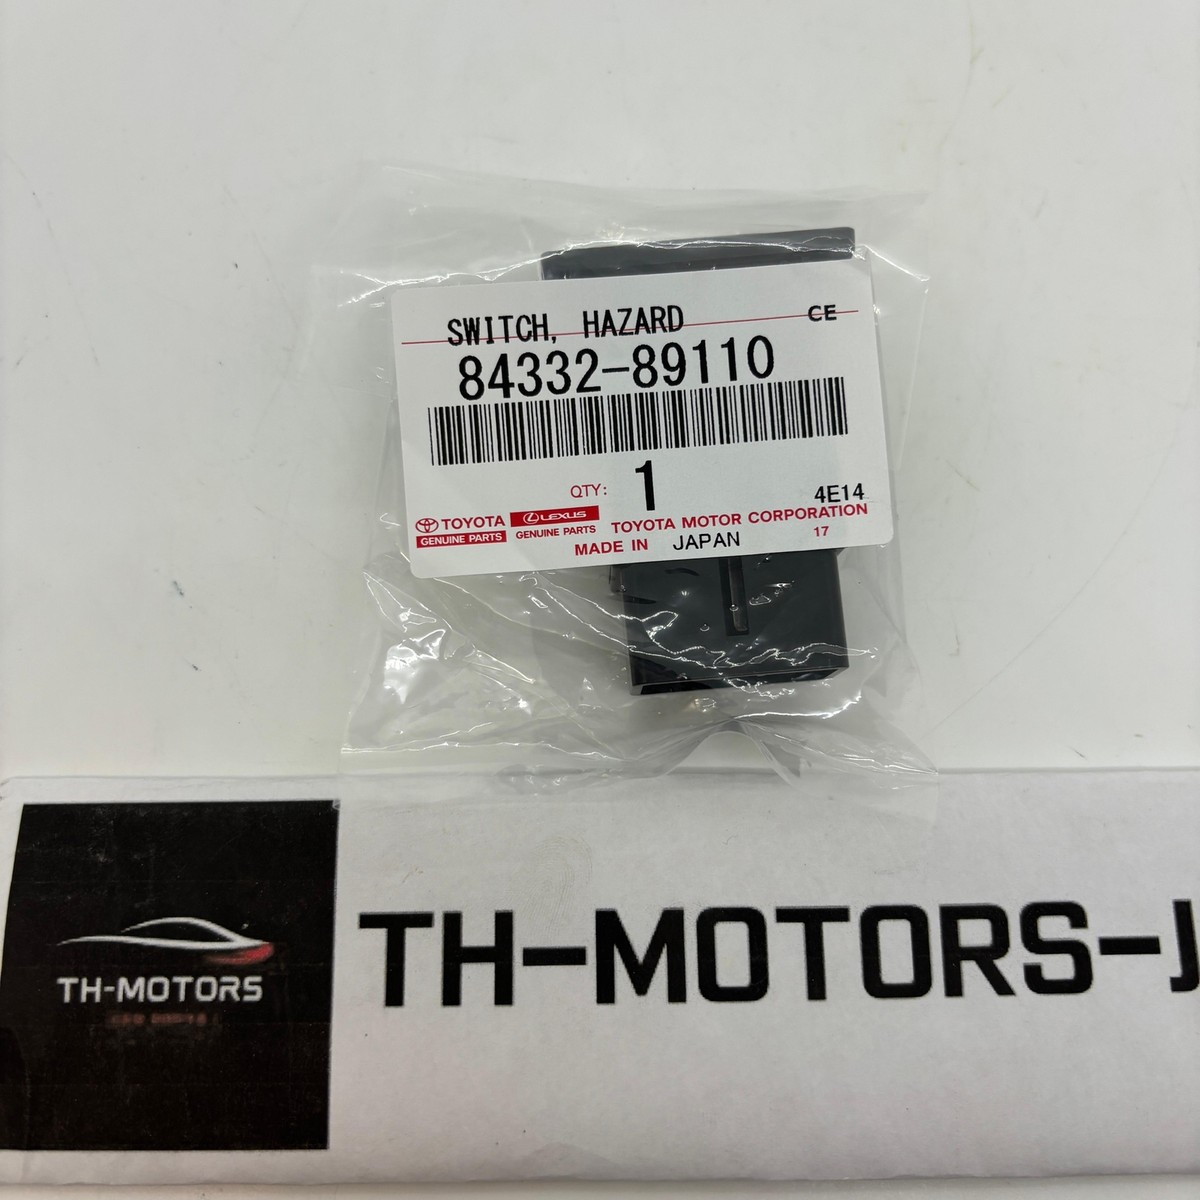 SWITCH, HAZARD CE
84332-89110
QTY: 1 4E14
TOYOTA LEXUS TOYOTA MOTOR CORPORATION
GENUINE PARTS GENUINE PARTS
MADE IN JAPAN 17
TH-MOTORS-J
TH-MOTORS